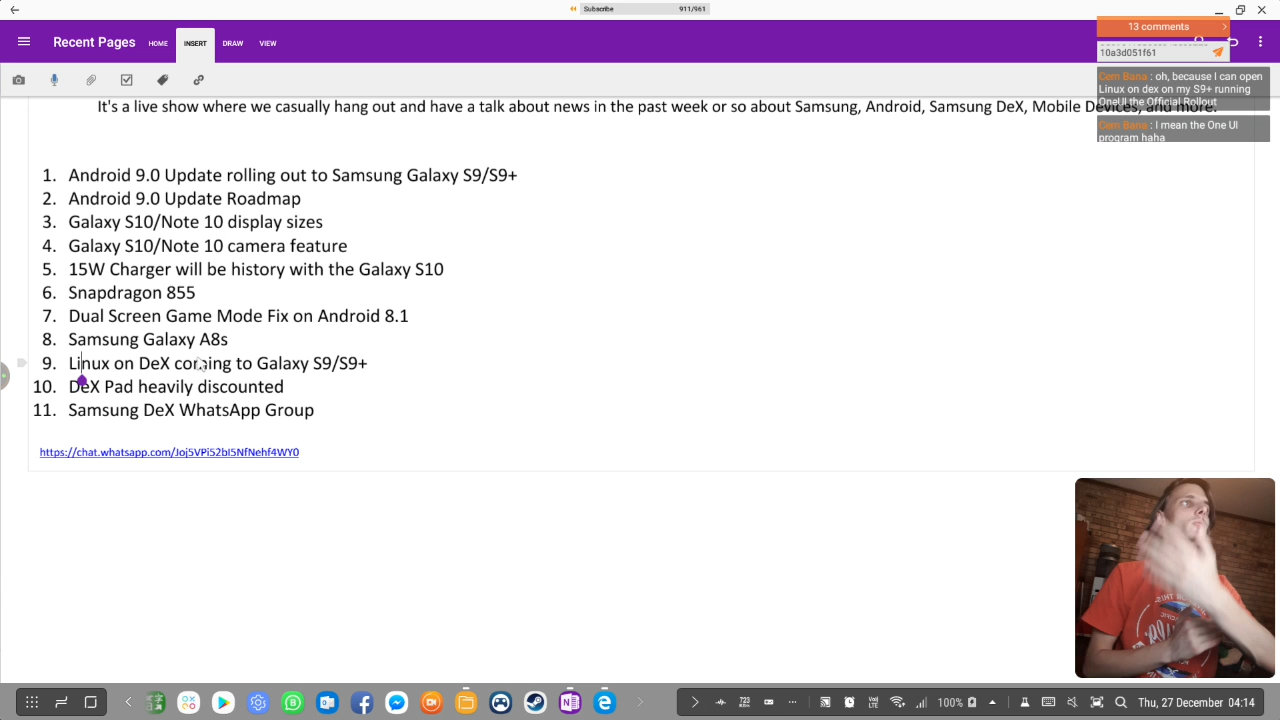 Subscribe
911/961
Recent Pages
HOME
INSERT
DRAW
VIEW
13 comments
10a3d051f61
Cem Bana : oh, because I can open
Linux on dex on my S9+ running
OneUI the Official Rollout
Cem Bana : I mean the One UI
program haha
It's a live show where we casually hang out and have a talk about news in the past week or so about Samsung, Android, Samsung DeX, Mobile Devices, and more.
1. Android 9.0 Update rolling out to Samsung Galaxy S9/S9+
2. Android 9.0 Update Roadmap
3. Galaxy S10/Note 10 display sizes
4. Galaxy S10/Note 10 camera feature
5. 15W Charger will be history with the Galaxy S10
6. Snapdragon 855
7. Dual Screen Game Mode Fix on Android 8.1
8. Samsung Galaxy A8s
9. Linux on DeX coming to Galaxy S9/S9+
10. DeX Pad heavily discounted
11. Samsung DeX WhatsApp Group
https://chat.whatsapp.com/Joj5VPi52bI5NfNehf4WY0
100%
Thu, 27 December 04:14